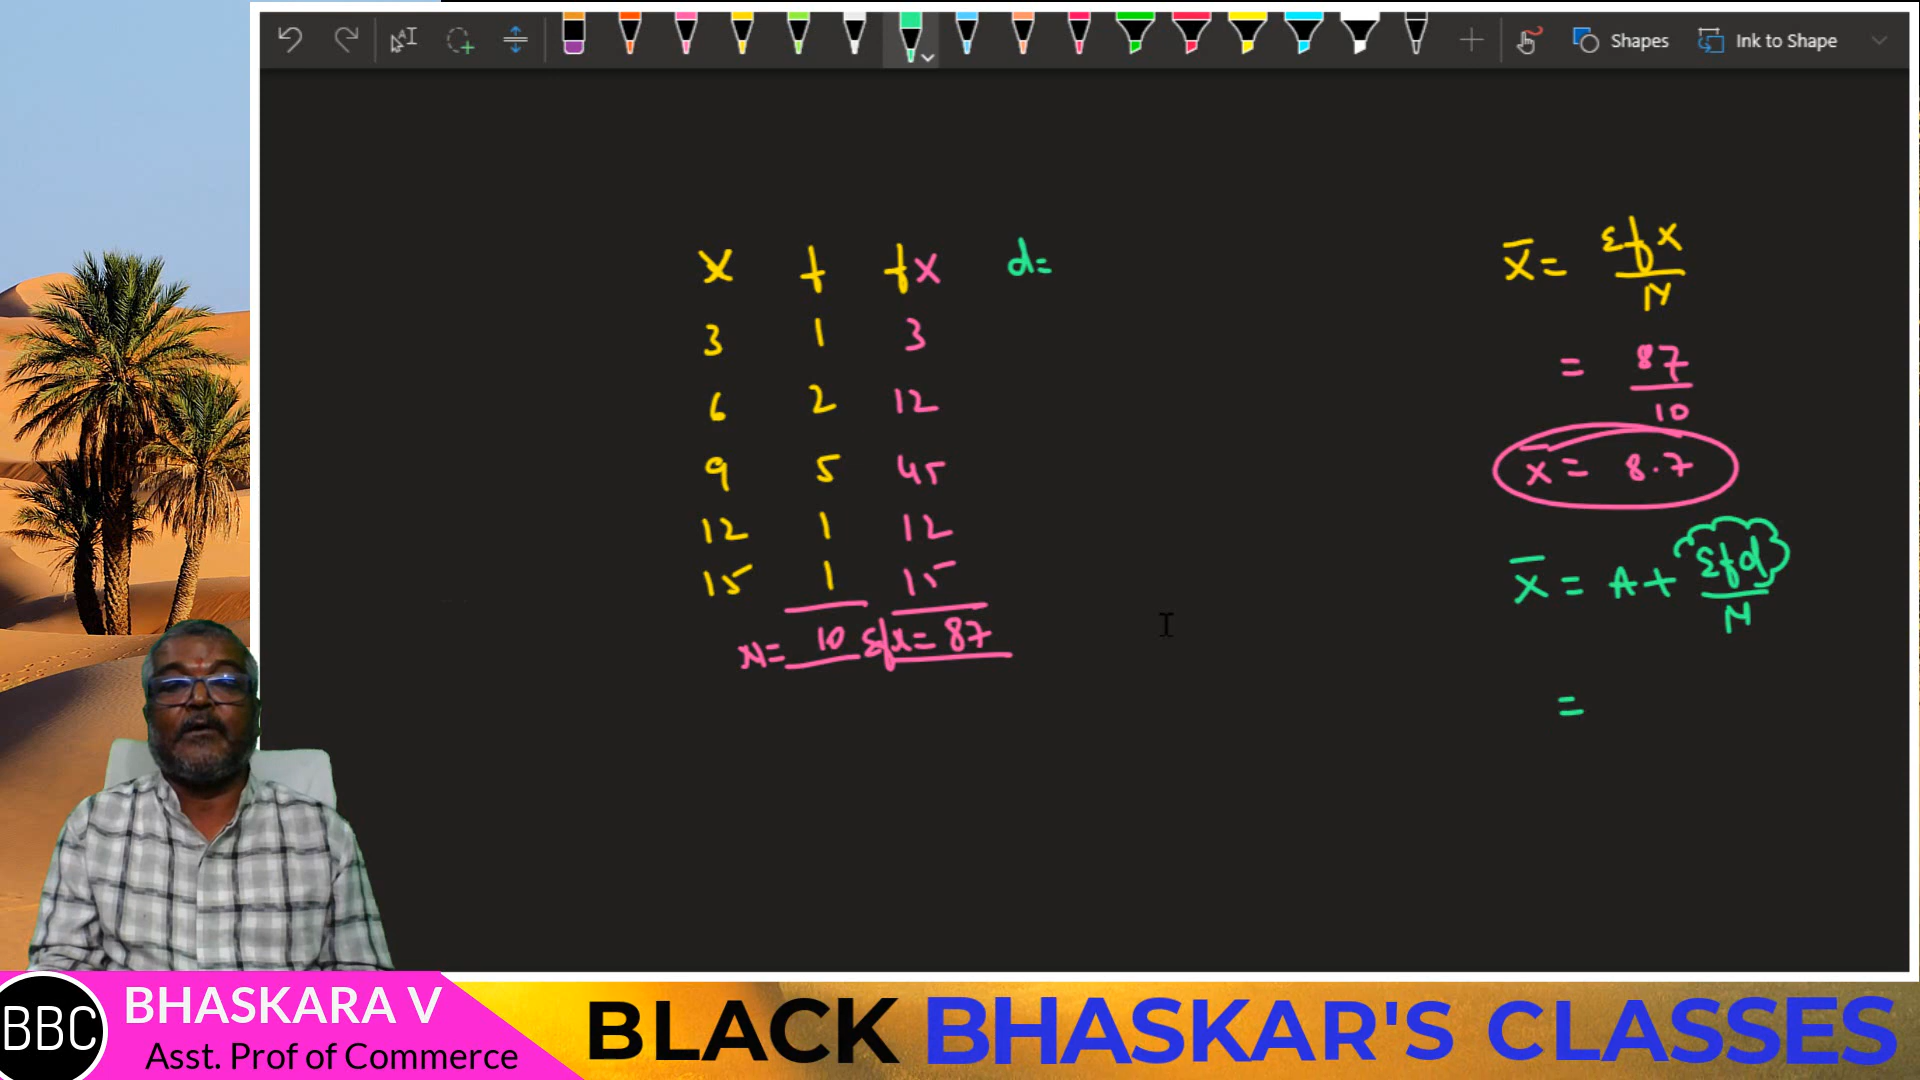 Shapes Ink to Shape
X f fX d=
3 1 3
6 2 12
9 5 45
12 1 12
15 1 15
N= 10 Σfx= 87
X̄ = ΣfX / N
= 87 / 10
x̄ = 8.7
X̄ = A + Σfd / N
=
BBC
BHASKARA V
Asst. Prof of Commerce
BLACK BHASKAR'S CLASSES